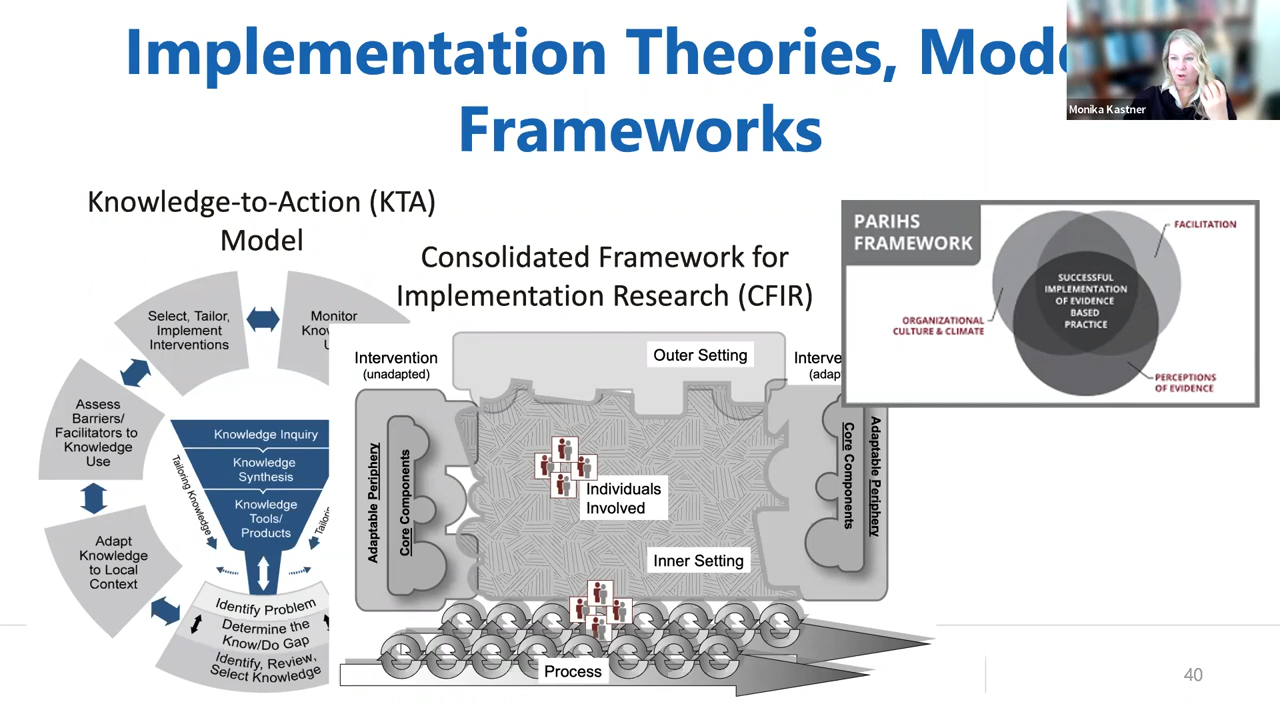 Implementation Theories,
Frameworks
Monika Kastner
Knowledge-to-Action (KTA)
Model
Select, Tailor,
Implement
Interventions
Monitor
Assess
Barriers/
Facilitators to
Knowledge
Use
Adapt
Knowledge
to Local
Context
Knowledge Inquiry
Knowledge
Synthesis
Knowledge
Tools/
Products
Tailoring Knowledge
Identify Problem
Determine the
Know/Do Gap
Identify, Review,
Select Knowledge
Consolidated Framework for
Implementation Research (CFIR)
Intervention
(unadapted)
Outer Setting
Adaptable Periphery
Core Components
Individuals
Involved
Inner Setting
Core Components
Adaptable Periphery
Process
PARIHS
FRAMEWORK
FACILITATION
SUCCESSFUL
IMPLEMENTATION
OF EVIDENCE
BASED
PRACTICE
ORGANIZATIONAL
CULTURE & CLIMATE
PERCEPTIONS
OF EVIDENCE
40